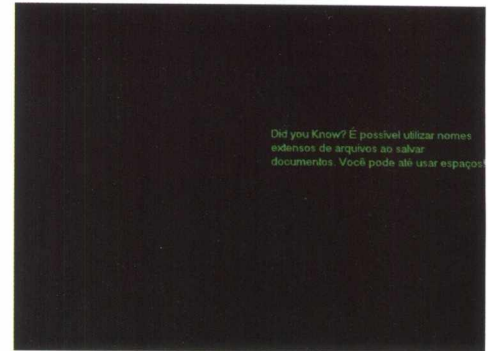 Did you Know? É possível utilizar nomes
extensos de arquivos ao salvar
documentos. Você pode até usar espaços!